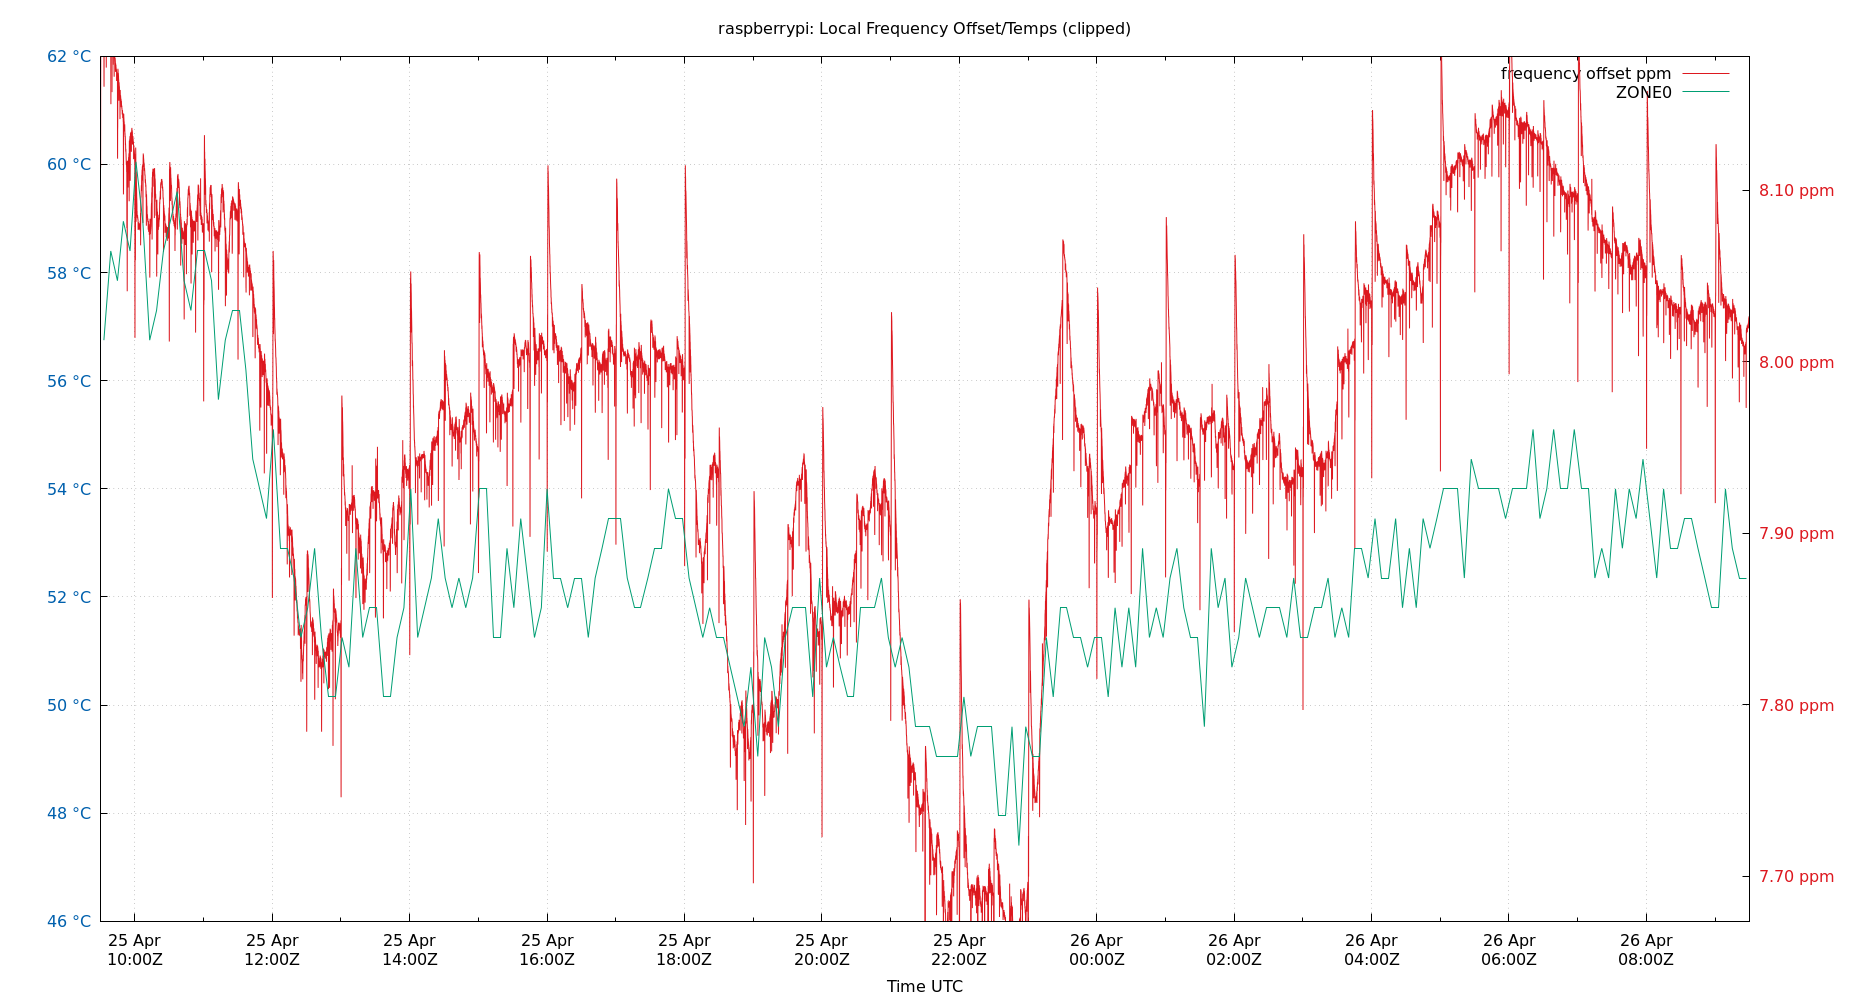 raspberrypi: Local Frequency Offset/Temps (clipped)
62 °C
60 °C
58 °C
56 °C
54 °C
52 °C
50 °C
48 °C
46 °C
frequency offset ppm
ZONE0
8.10 ppm
8.00 ppm
7.90 ppm
7.80 ppm
7.70 ppm
25 Apr 25 Apr 25 Apr 25 Apr 25 Apr 25 Apr 25 Apr 26 Apr 26 Apr 26 Apr 26 Apr 26 Apr
10:00Z 12:00Z 14:00Z 16:00Z 18:00Z 20:00Z 22:00Z 00:00Z 02:00Z 04:00Z 06:00Z 08:00Z
Time UTC